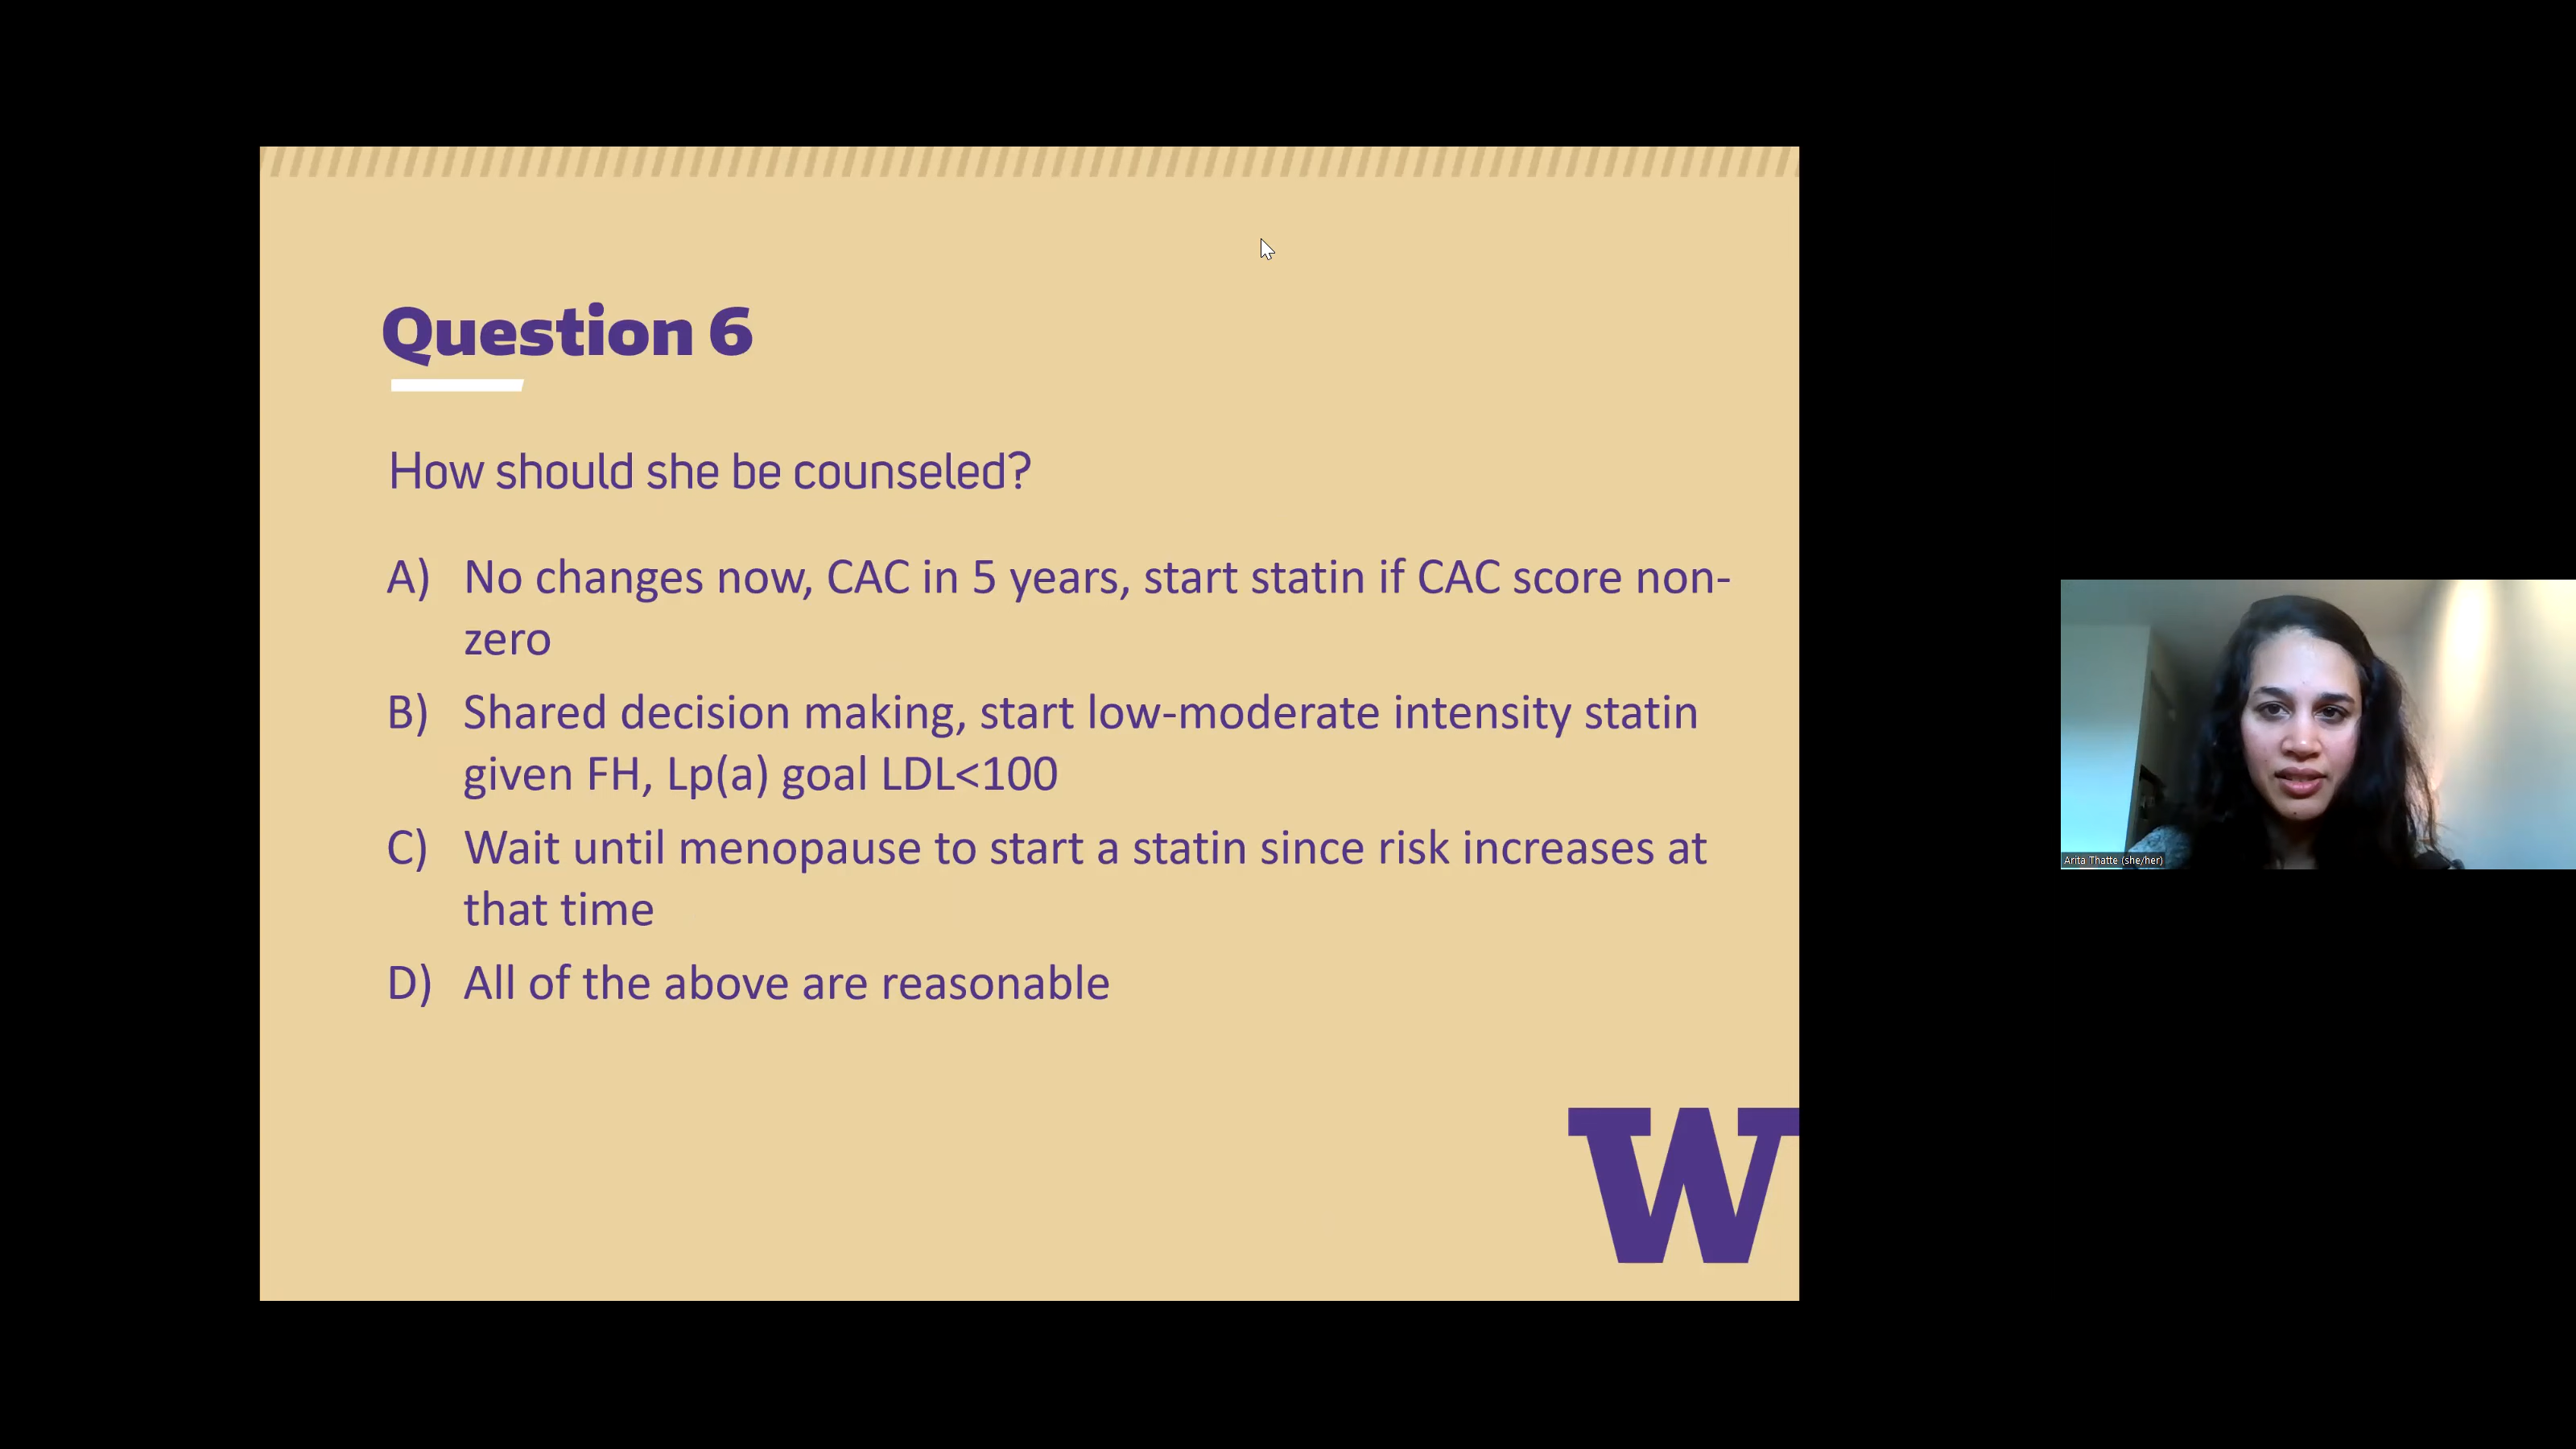 Question 6
How should she be counseled?
A) No changes now, CAC in 5 years, start statin if CAC score non-
zero
B) Shared decision making, start low-moderate intensity statin
given FH, Lp(a) goal LDL<100
C) Wait until menopause to start a statin since risk increases at
that time
D) All of the above are reasonable
W
Arita Thatte (she/her)